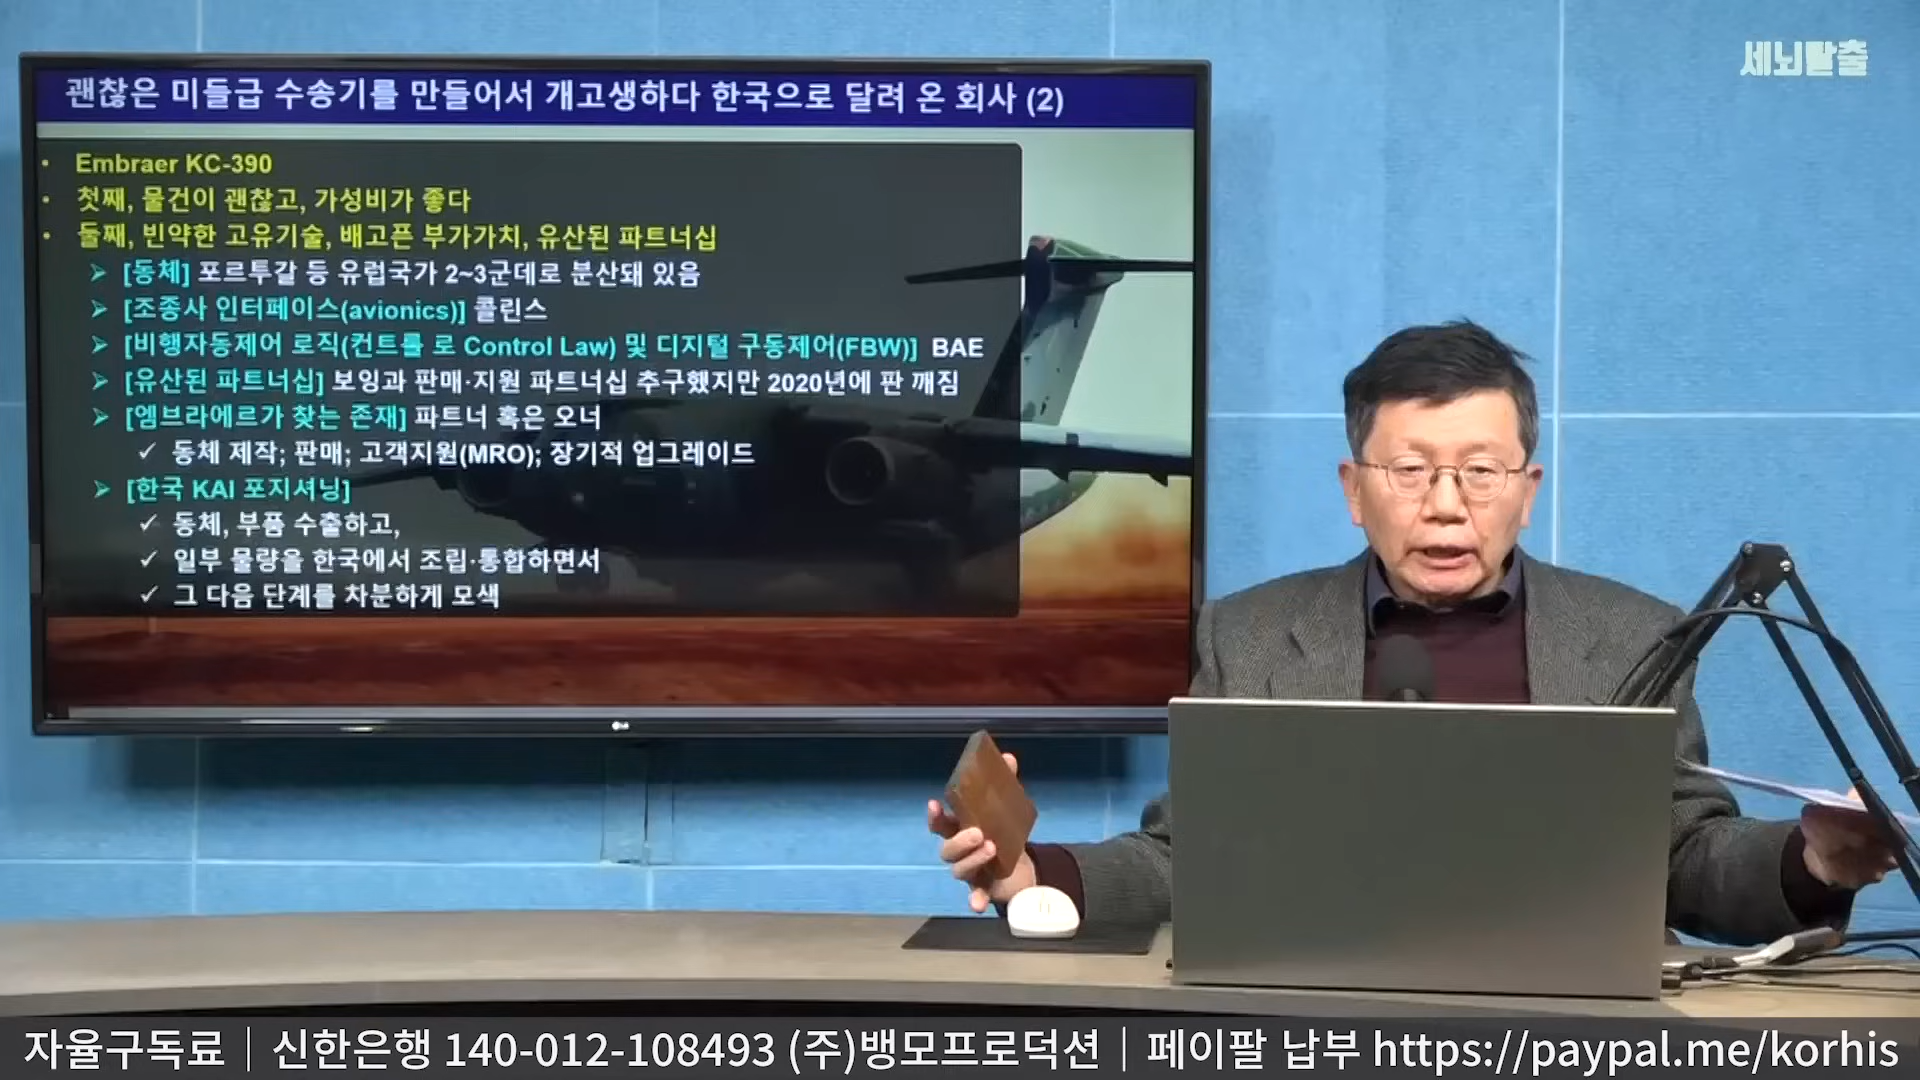 세뇌탈출
괜찮은 미들급 수송기를 만들어서 개고생하다 한국으로 달려 온 회사 (2)
• Embraer KC-390
• 첫째, 물건이 괜찮고, 가성비가 좋다
• 둘째, 빈약한 고유기술, 배고픈 부가가치, 유산된 파트너십
➤ [동체] 포르투갈 등 유럽국가 2~3군데로 분산돼 있음
➤ [조종사 인터페이스(avionics)] 콜린스
➤ [비행자동제어 로직(컨트롤 로 Control Law) 및 디지털 구동제어(FBW)] BAE
➤ [유산된 파트너십] 보잉과 판매·지원 파트너십 추구했지만 2020년에 판 깨짐
➤ [엠브라에르가 찾는 존재] 파트너 혹은 오너
✓ 동체 제작; 판매; 고객지원(MRO); 장기적 업그레이드
➤ [한국 KAI 포지셔닝]
✓ 동체, 부품 수출하고,
✓ 일부 물량을 한국에서 조립·통합하면서
✓ 그 다음 단계를 차분하게 모색
LG
자율구독료｜신한은행 140-012-108493 (주)뱅모프로덕션｜페이팔 납부 https://paypal.me/korhis